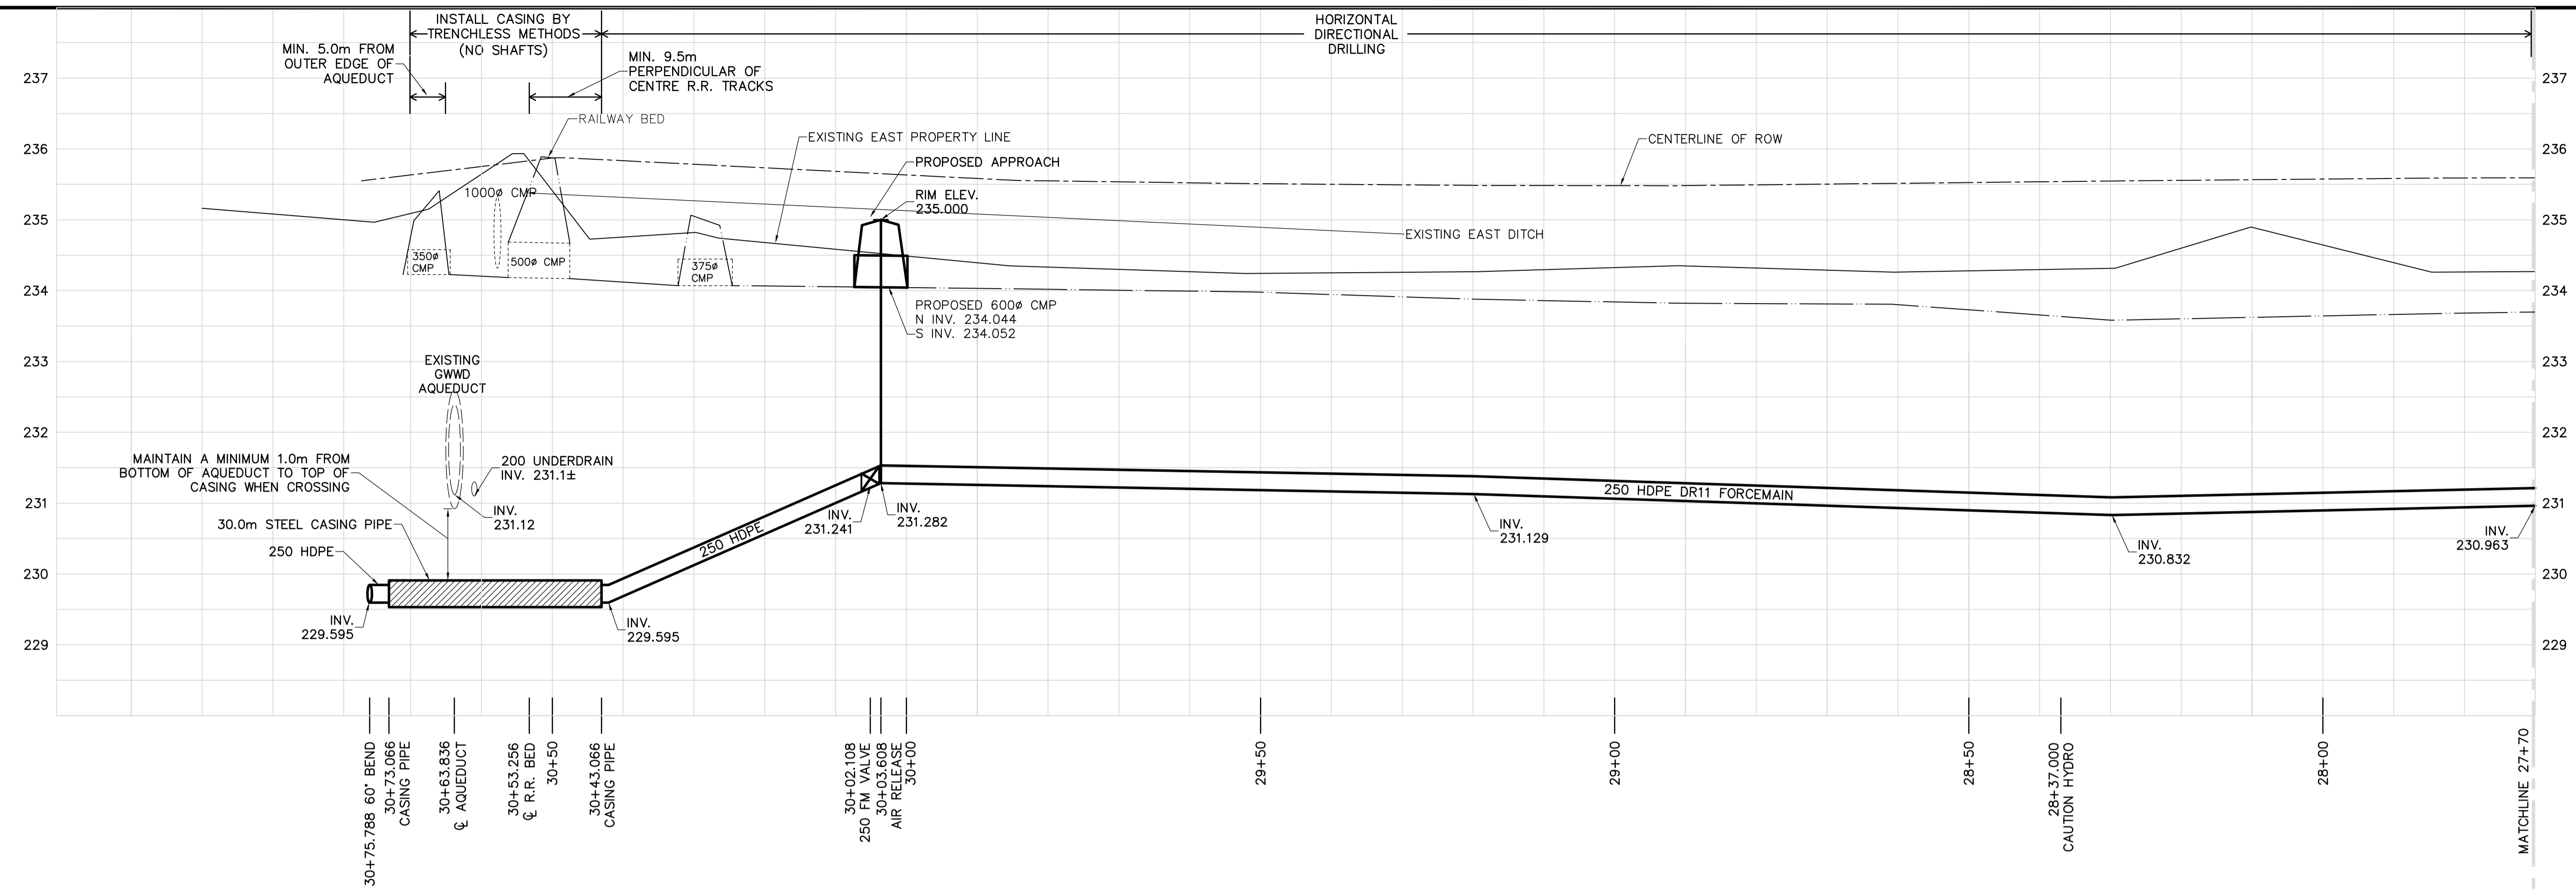 INSTALL CASING BY
TRENCHLESS METHODS
(NO SHAFTS)
HORIZONTAL
DIRECTIONAL
DRILLING
MIN. 5.0m FROM
OUTER EDGE OF
AQUEDUCT
MIN. 9.5m
PERPENDICULAR OF
CENTRE R.R. TRACKS
237
237
RAILWAY BED
EXISTING EAST PROPERTY LINE
CENTERLINE OF ROW
236
236
PROPOSED APPROACH
1000ø CMP
RIM ELEV.
235.000
235
235
EXISTING EAST DITCH
350ø
CMP
500ø CMP
375ø
CMP
234
234
PROPOSED 600ø CMP
N INV. 234.044
S INV. 234.052
233
233
EXISTING
GWWD
AQUEDUCT
232
232
MAINTAIN A MINIMUM 1.0m FROM
BOTTOM OF AQUEDUCT TO TOP OF
CASING WHEN CROSSING
200 UNDERDRAIN
INV. 231.1±
231
231
INV.
231.12
30.0m STEEL CASING PIPE
250 HDPE
250 HDPE
INV.
231.241
INV.
231.282
250 HDPE DR11 FORCEMAIN
INV.
231.129
INV.
230.832
INV.
230.963
230
230
INV.
229.595
INV.
229.595
229
229
30+75.788 60° BEND
30+73.066
CASING PIPE
30+63.836
℄ AQUEDUCT
30+53.256
℄ R.R. BED
30+50
30+43.066
CASING PIPE
30+02.108
250 FM VALVE
30+03.608
AIR RELEASE
30+00
29+50
29+00
28+50
28+37.000
CAUTION HYDRO
28+00
MATCHLINE 27+70